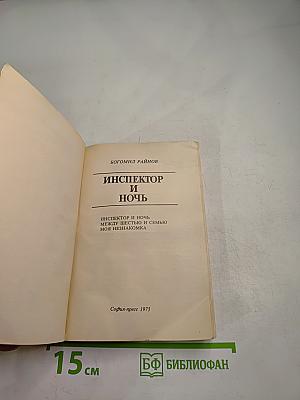 БОГОМИЛ РАЙНОВ
ИНСПЕКТОР
И
НОЧЬ
ИНСПЕКТОР И НОЧЬ
МЕЖДУ ШЕСТЬЮ И СЕМЬЮ
МОЯ НЕЗНАКОМКА
София-пресс 1975
15 см
БФ БИБЛИОФАН